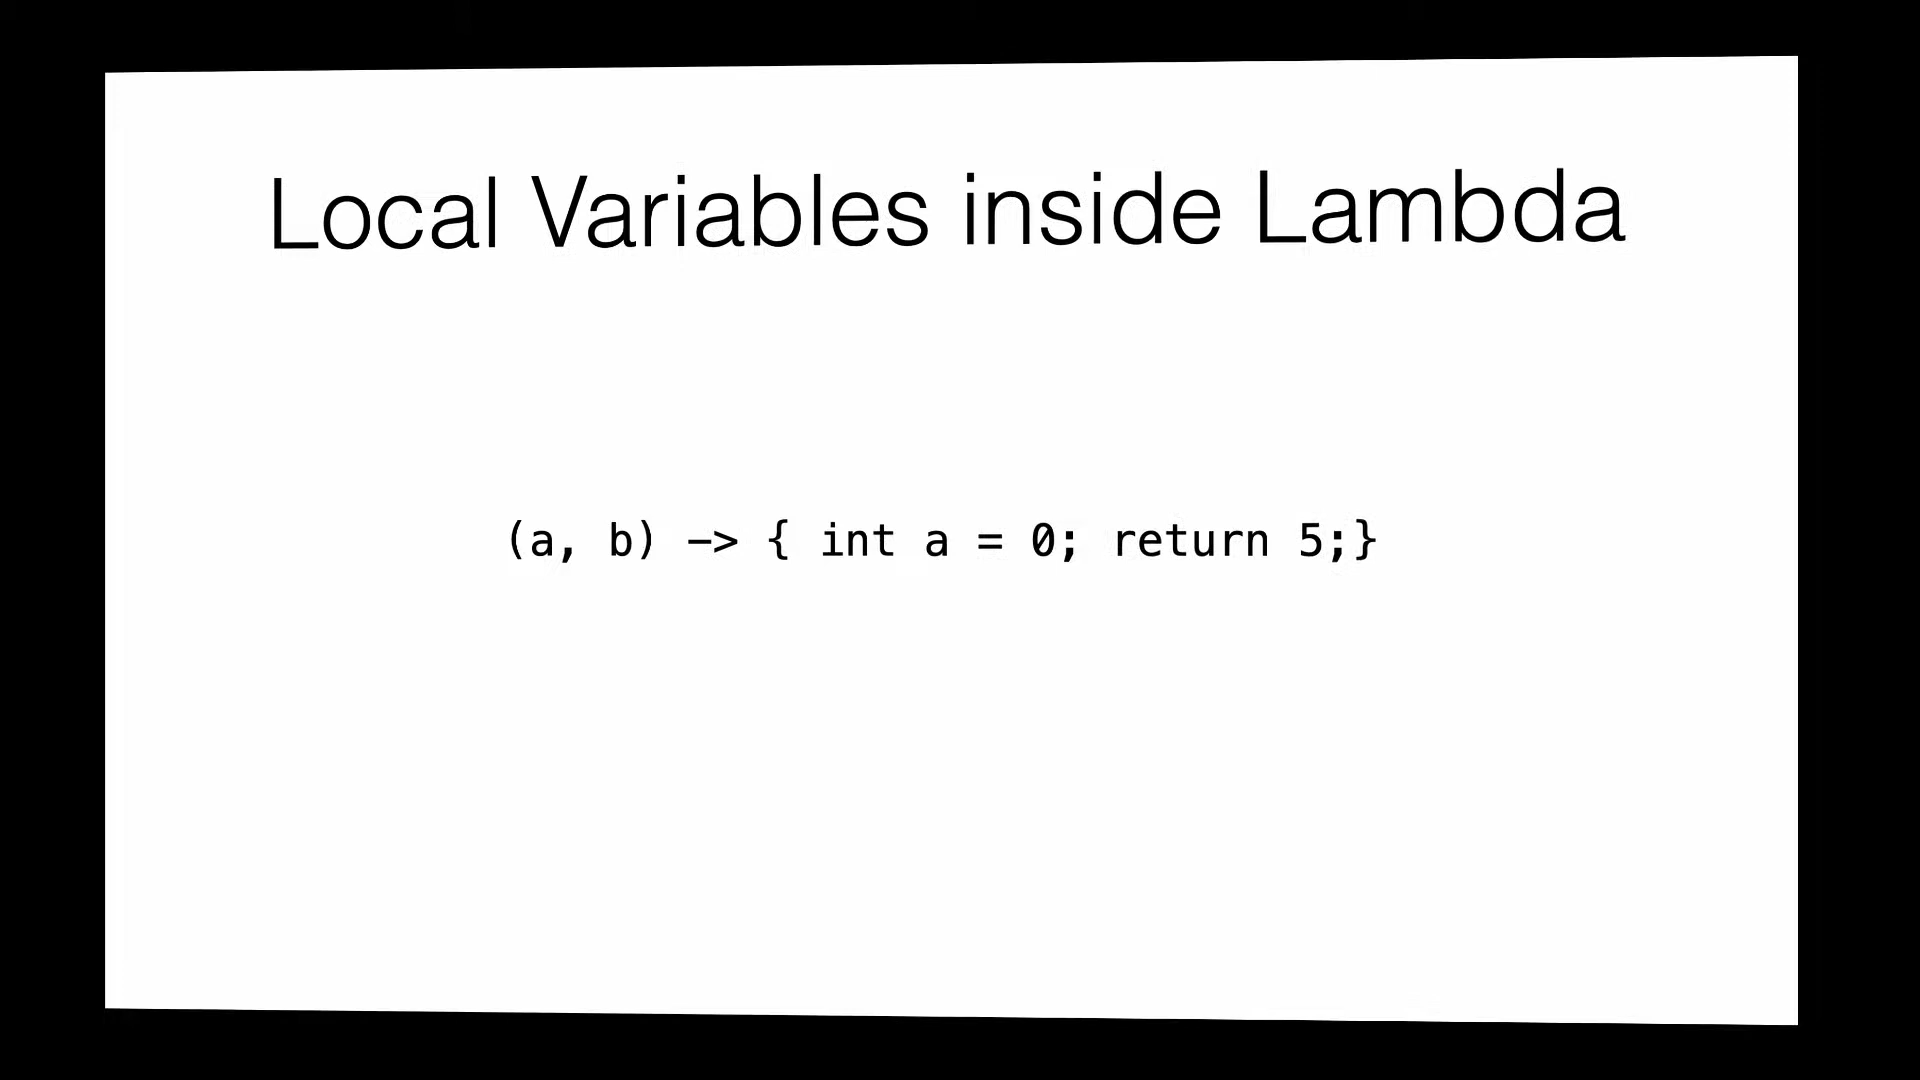 Local Variables inside Lambda
(a, b) -> { int a = 0; return 5;}